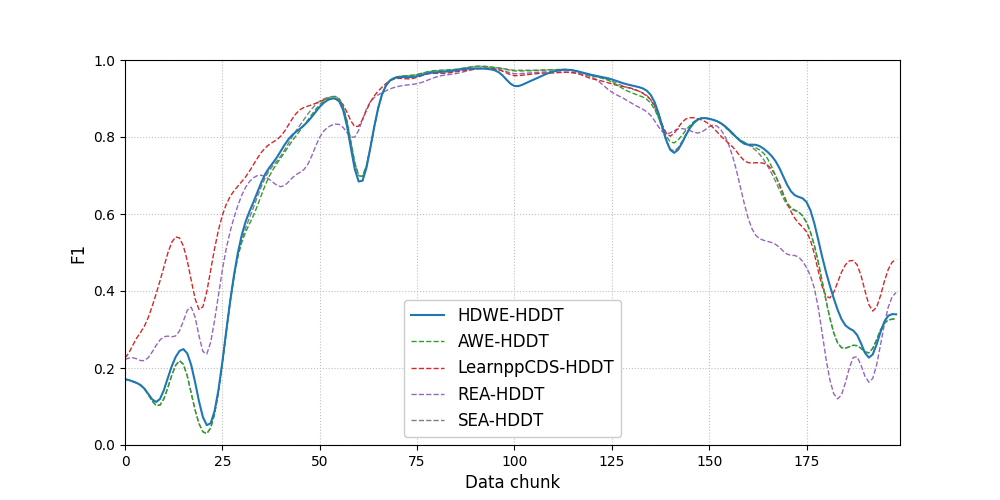 1.0
0.8
0.6
0.4
0.2
0.0
F1
HDWE-HDDT
AWE-HDDT
LearnppCDS-HDDT
REA-HDDT
SEA-HDDT
0 25 50 75 100 125 150 175
Data chunk